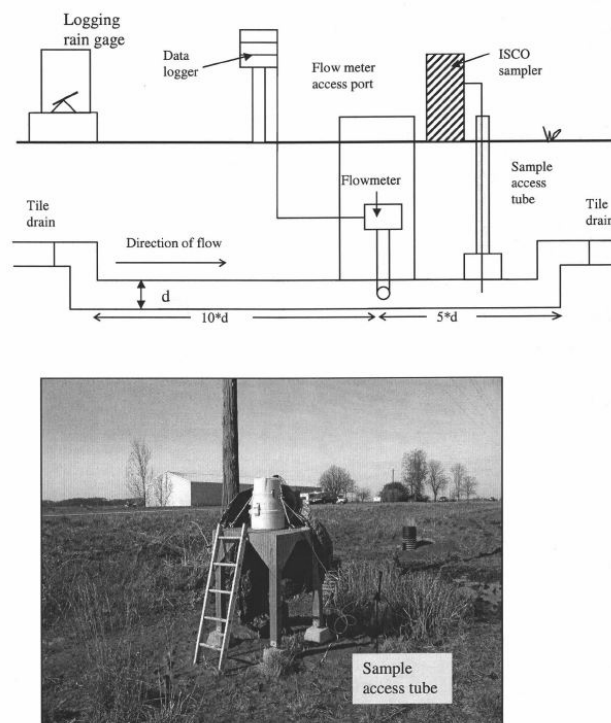 Logging
rain gage
Data
logger
Flow meter
access port
ISCO
sampler
Flowmeter
Sample
access
tube
Tile
drain
Tile
drain
Direction of flow
d
10*d
5*d
Sample
access tube